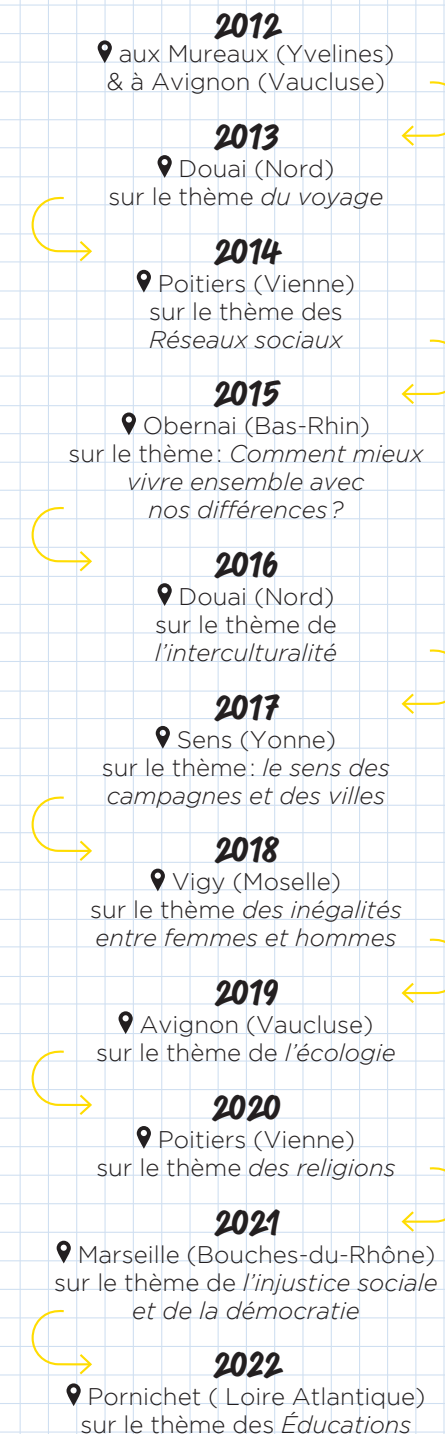 2012
aux Mureaux (Yvelines)
& à Avignon (Vaucluse)
2013
Douai (Nord)
sur le thème du voyage
2014
Poitiers (Vienne)
sur le thème des
Réseaux sociaux
2015
Obernai (Bas-Rhin)
sur le thème : Comment mieux
vivre ensemble avec
nos différences ?
2016
Douai (Nord)
sur le thème de
l'interculturalité
2017
Sens (Yonne)
sur le thème : le sens des
campagnes et des villes
2018
Vigy (Moselle)
sur le thème des inégalités
entre femmes et hommes
2019
Avignon (Vaucluse)
sur le thème de l'écologie
2020
Poitiers (Vienne)
sur le thème des religions
2021
Marseille (Bouches-du-Rhône)
sur le thème de l'injustice sociale
et de la démocratie
2022
Pornichet ( Loire Atlantique)
sur le thème des Éducations